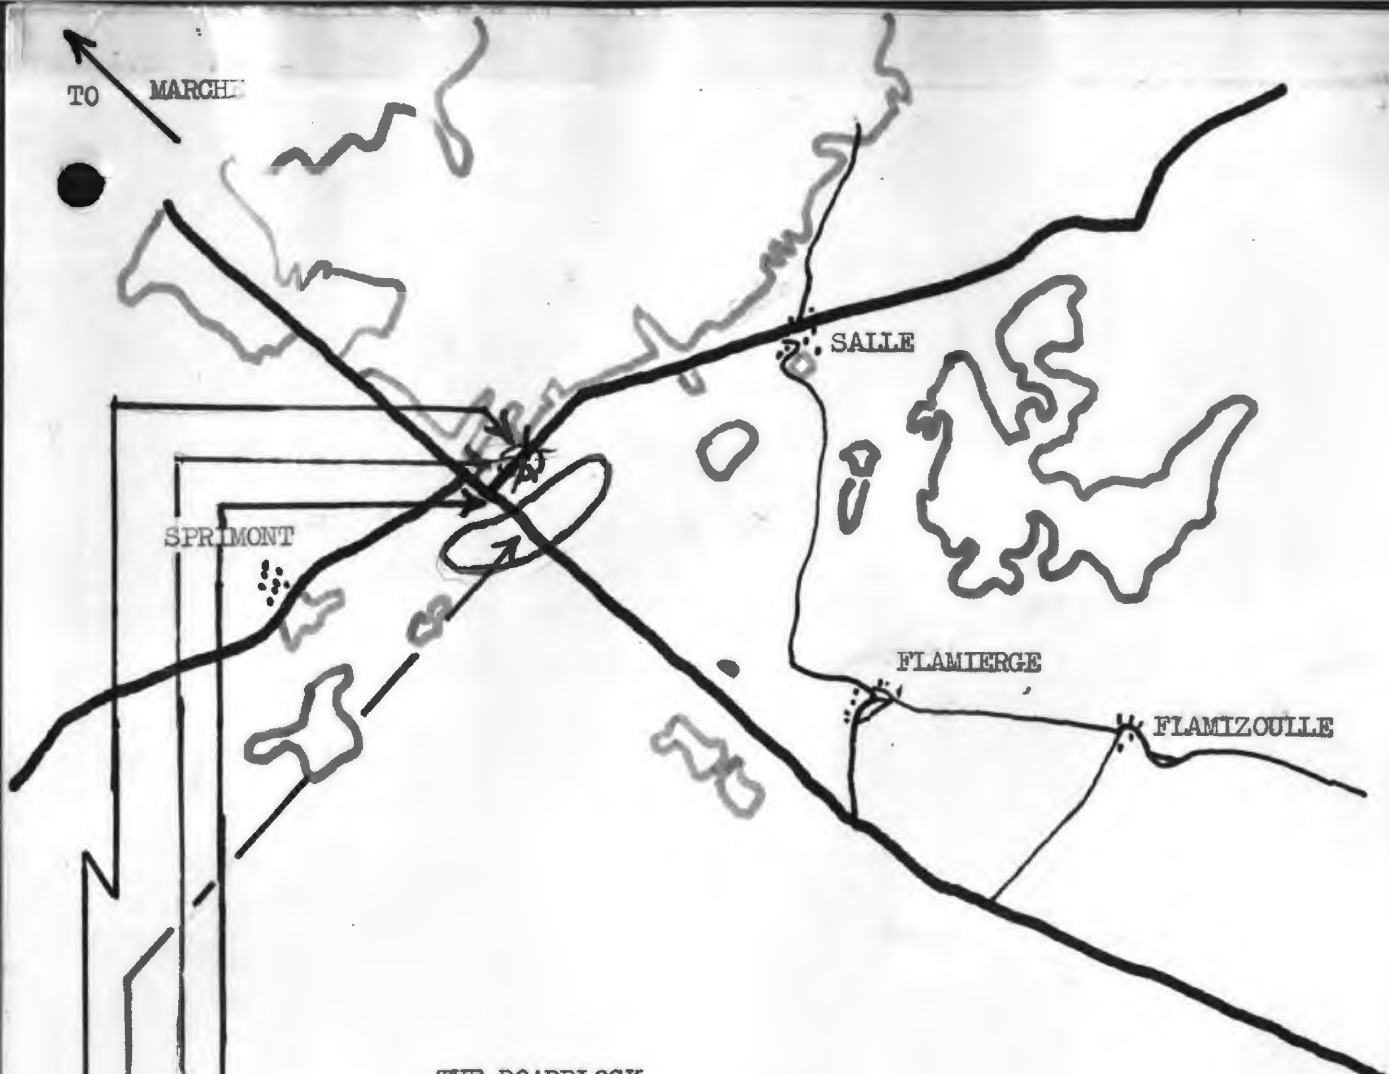 TO MARCHE
SALLE
SPRIMONT
FLAMIERGE
FLAMIZOULLE
THE ROADBLOCK